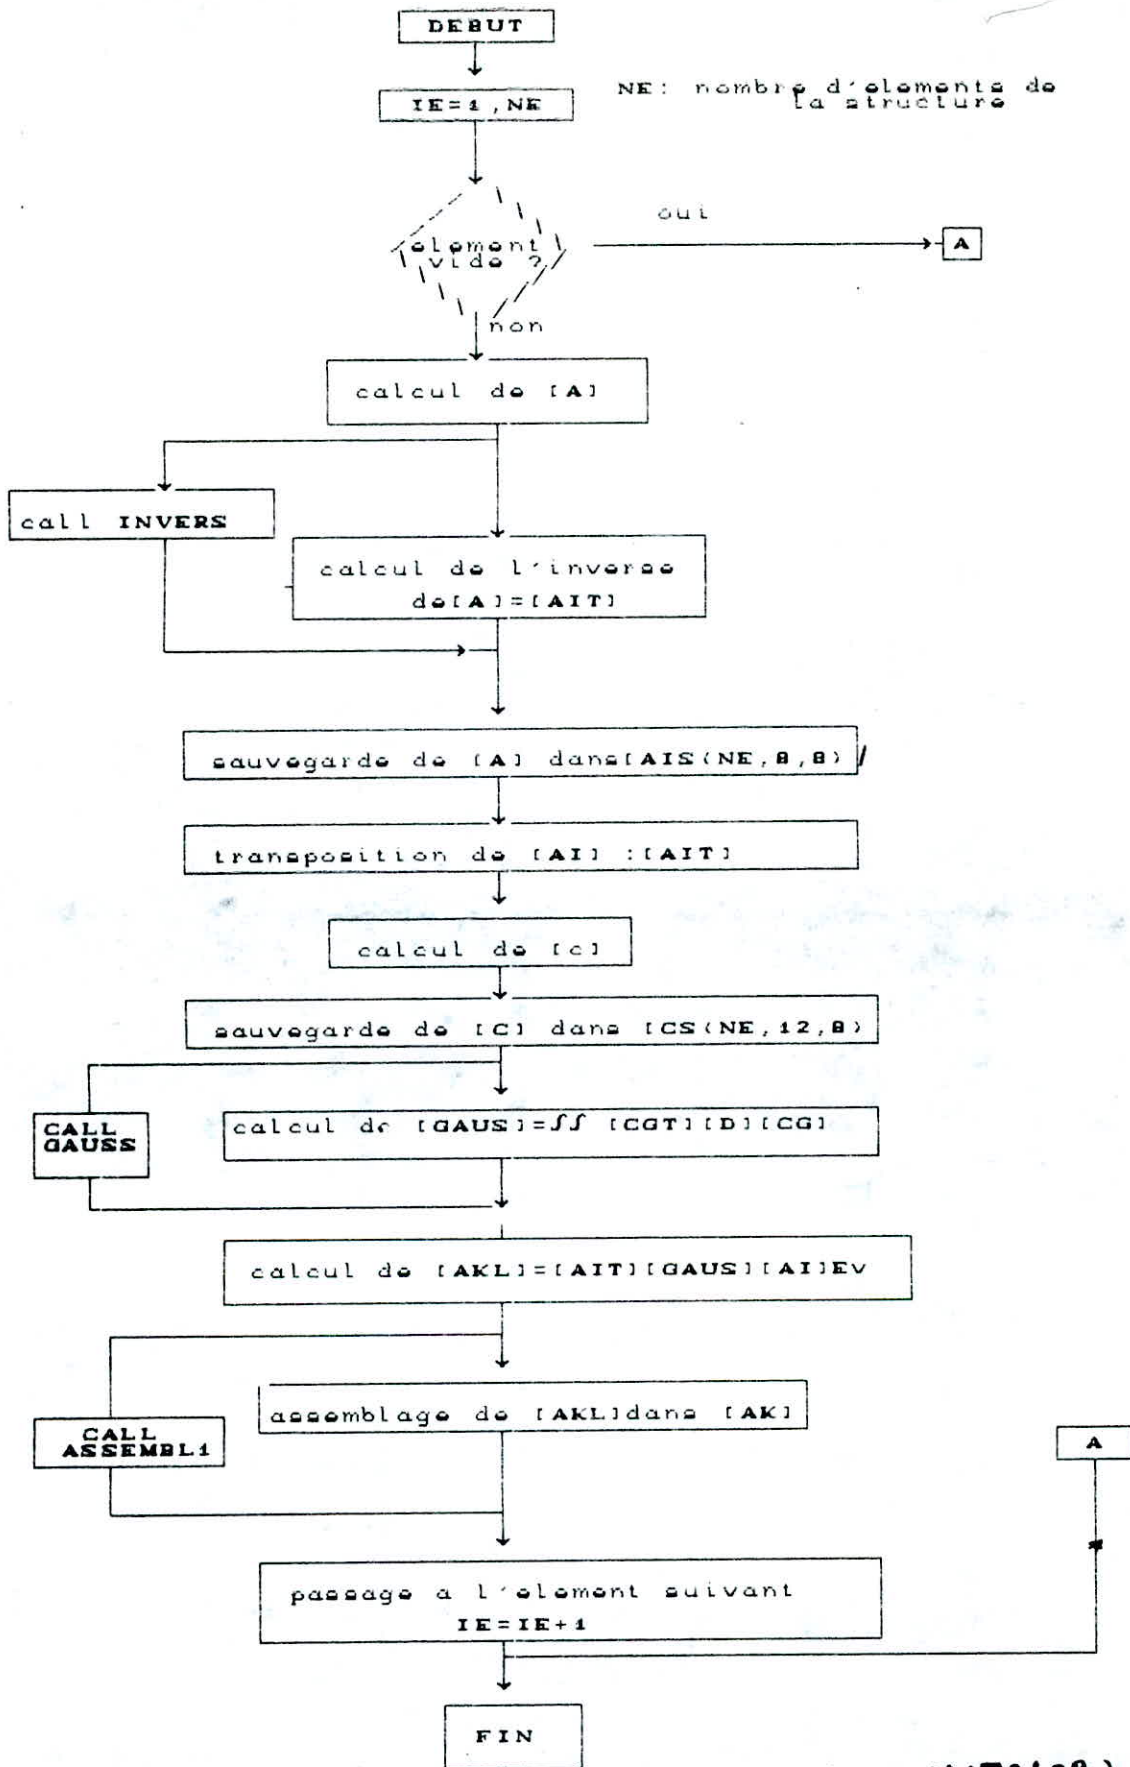 DEBUT
IE=1,NE
NE: nombre d'elements de
la structure
oui
element
vide ?
A
non
calcul de [A]
call INVERS
calcul de l'inverse
de[A]=[AIT]
sauvegarde de [A] dans[AIS(NE,8,8)
transposition de [AI] :[AIT]
calcul de [c]
sauvegarde de [C] dans [CS(NE,12,8)
CALL
GAUSS
calcul de [GAUS]=∫∫ [CGT][D][CG]
calcul de [AKL]=[AIT][GAUS][AI]Ev
assemblage de [AKL]dans [AK]
CALL
ASSEMBL1
A
passage a l'element suivant
IE=IE+1
FIN